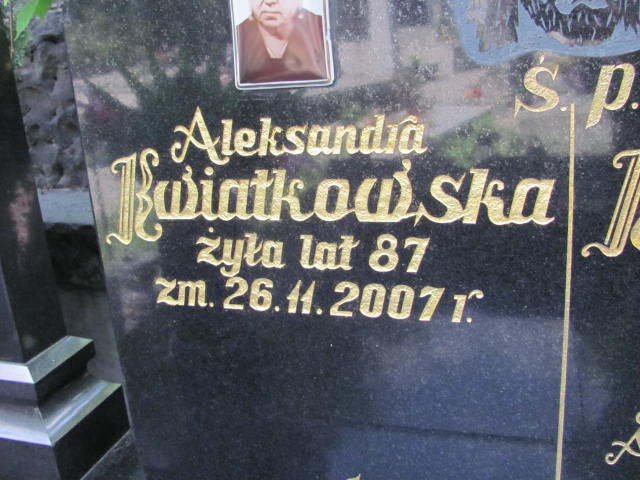 Ś. P.
Aleksandra
Kwiatkowska
żyła lat 87
zm. 26.11.2007 r.